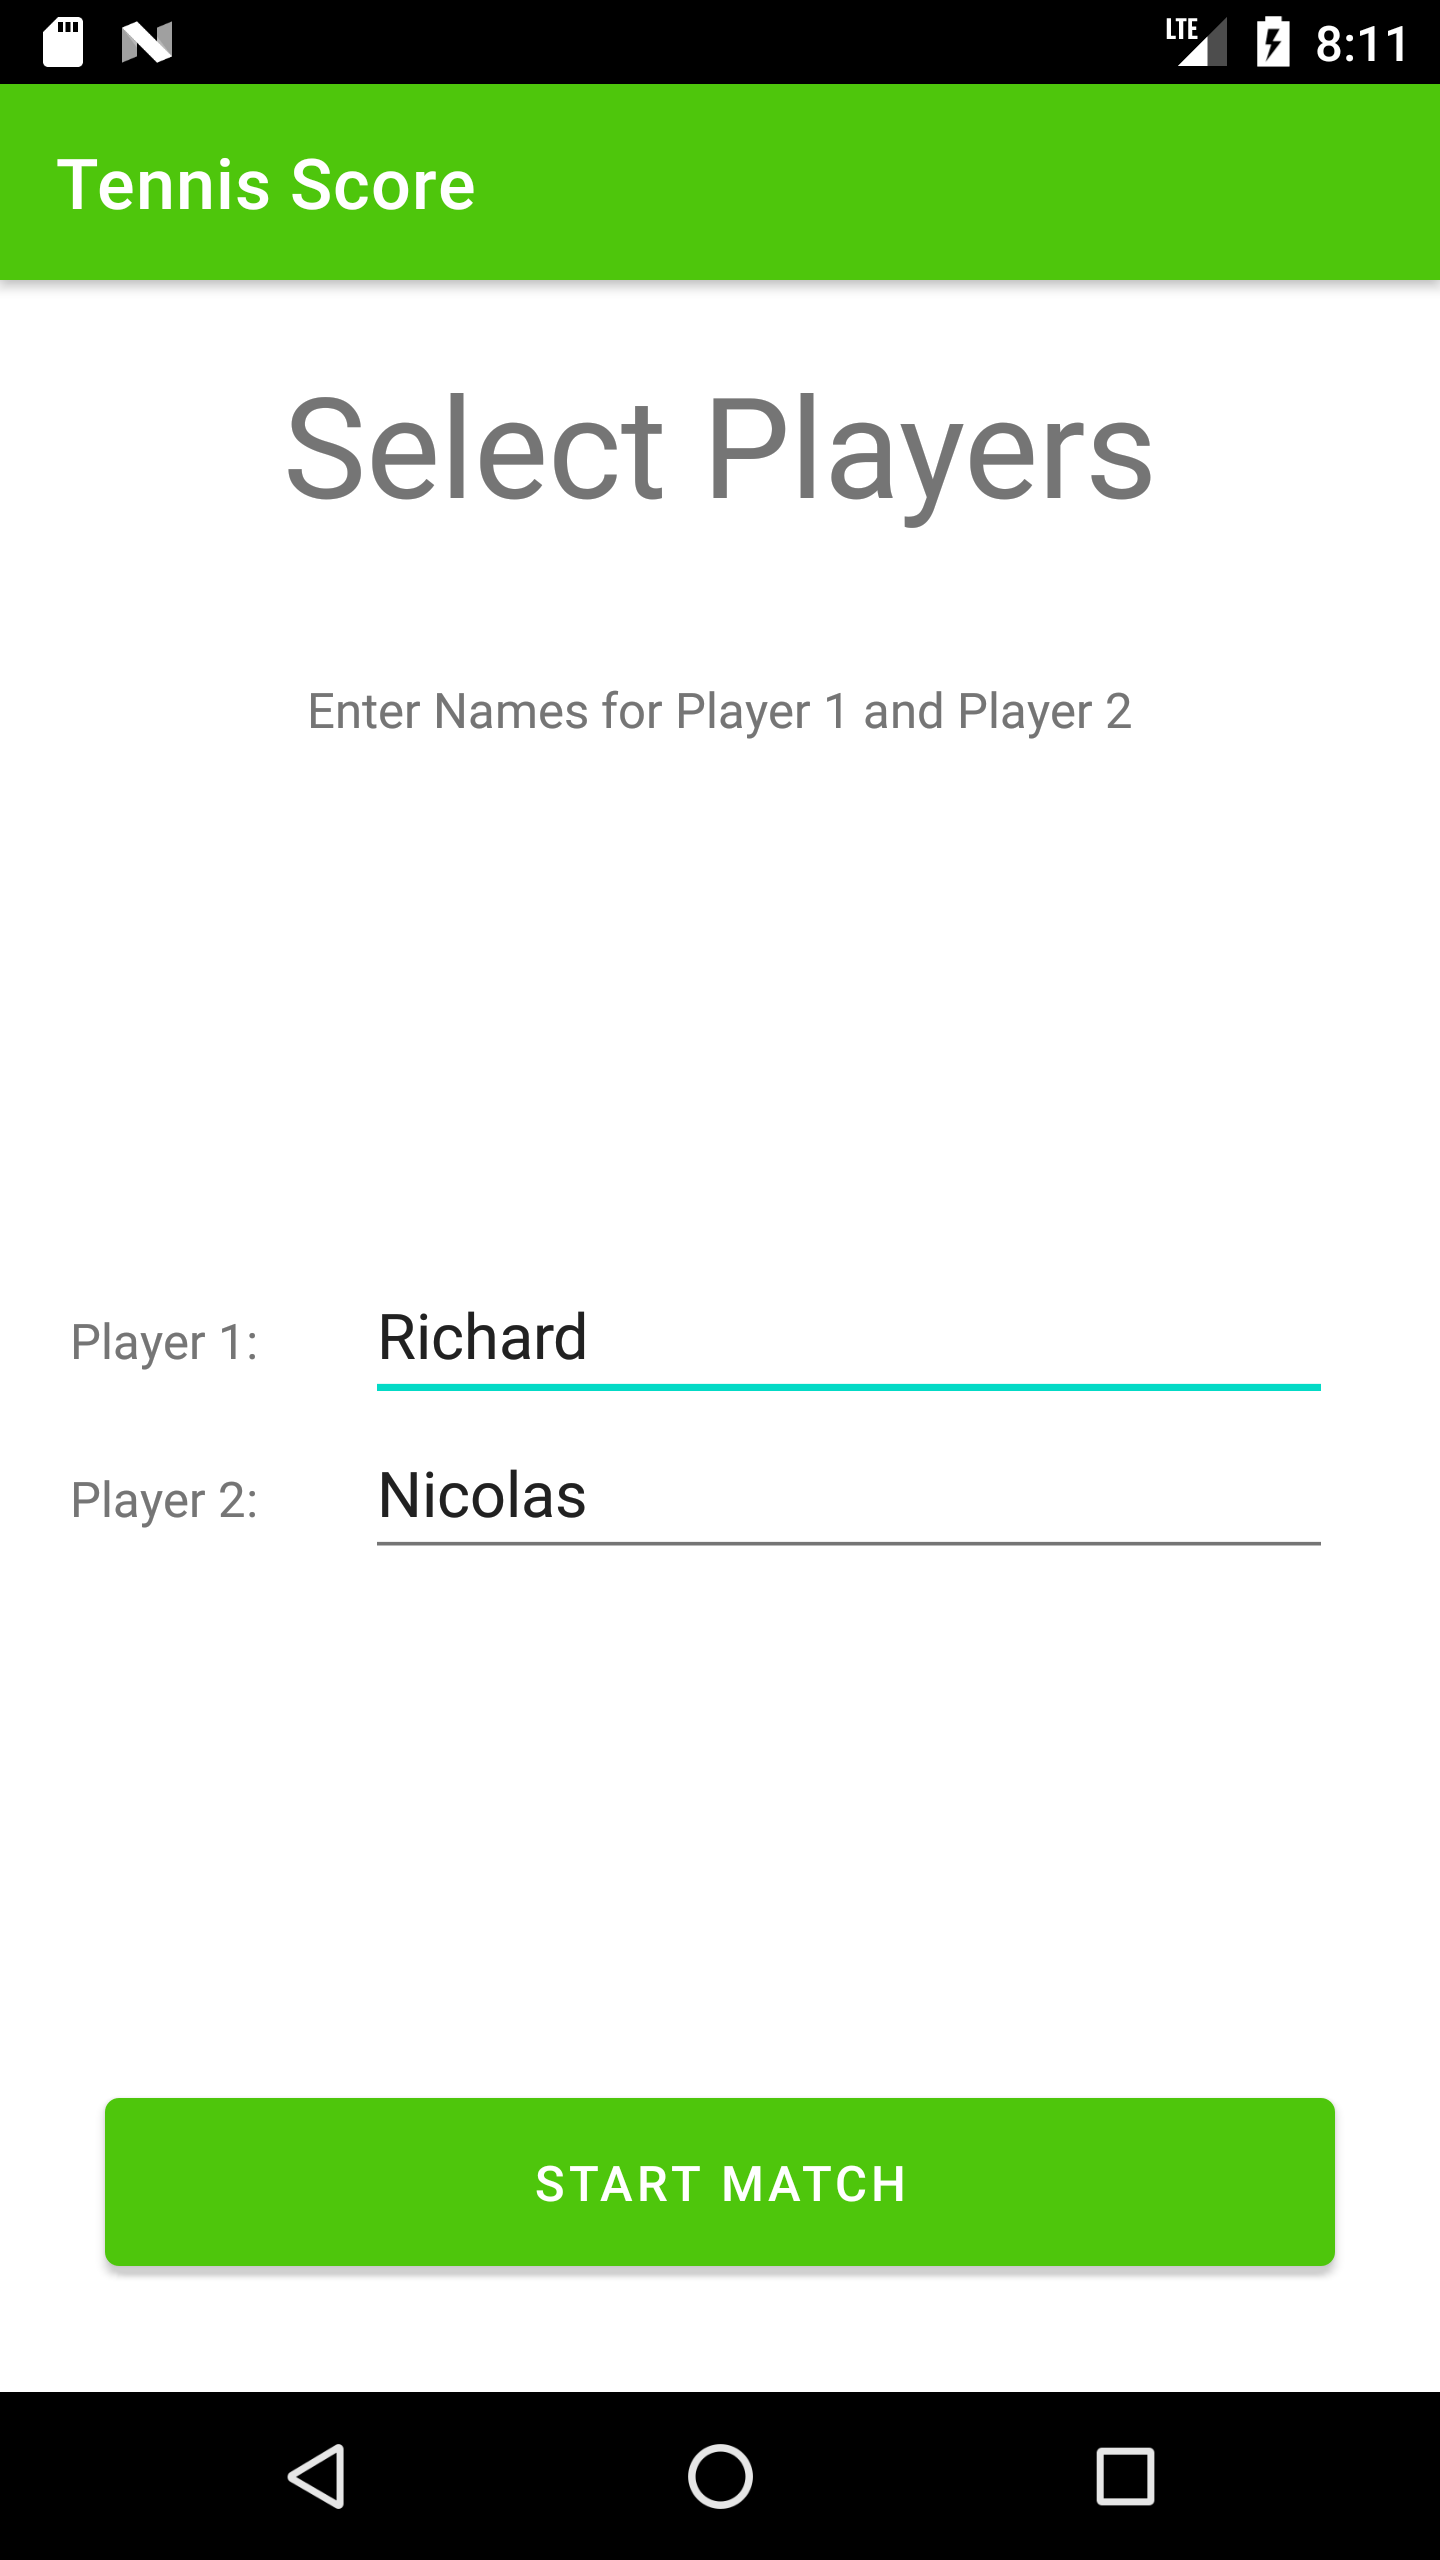 LTE 8:11
Tennis Score
Select Players
Enter Names for Player 1 and Player 2
Player 1: Richard
Player 2: Nicolas
START MATCH